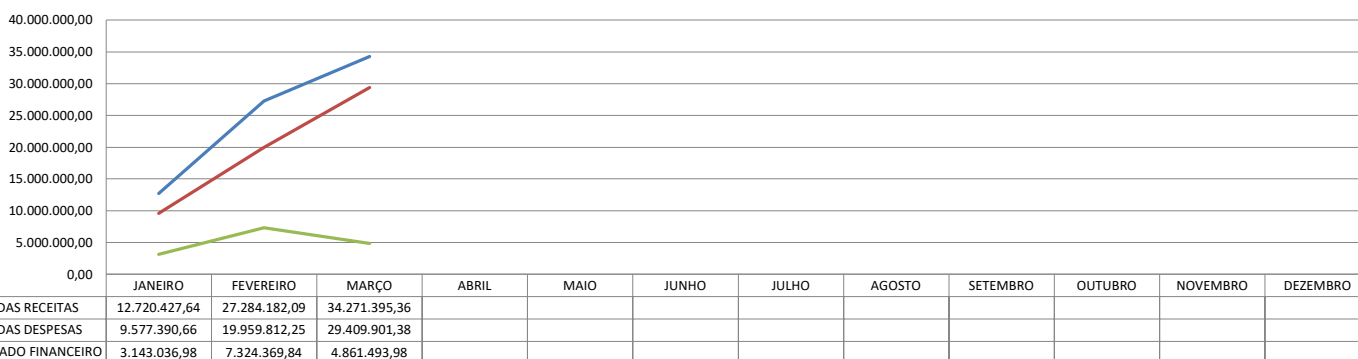 40.000.000,00
35.000.000,00
30.000.000,00
25.000.000,00
20.000.000,00
15.000.000,00
10.000.000,00
5.000.000,00
0,00
JANEIRO FEVEREIRO MARÇO ABRIL MAIO JUNHO JULHO AGOSTO SETEMBRO OUTUBRO NOVEMBRO DEZEMBRO
DAS RECEITAS 12.720.427,64 27.284.182,09 34.271.395,36
DAS DESPESAS 9.577.390,66 19.959.812,25 29.409.901,38
ADO FINANCEIRO 3.143.036,98 7.324.369,84 4.861.493,98